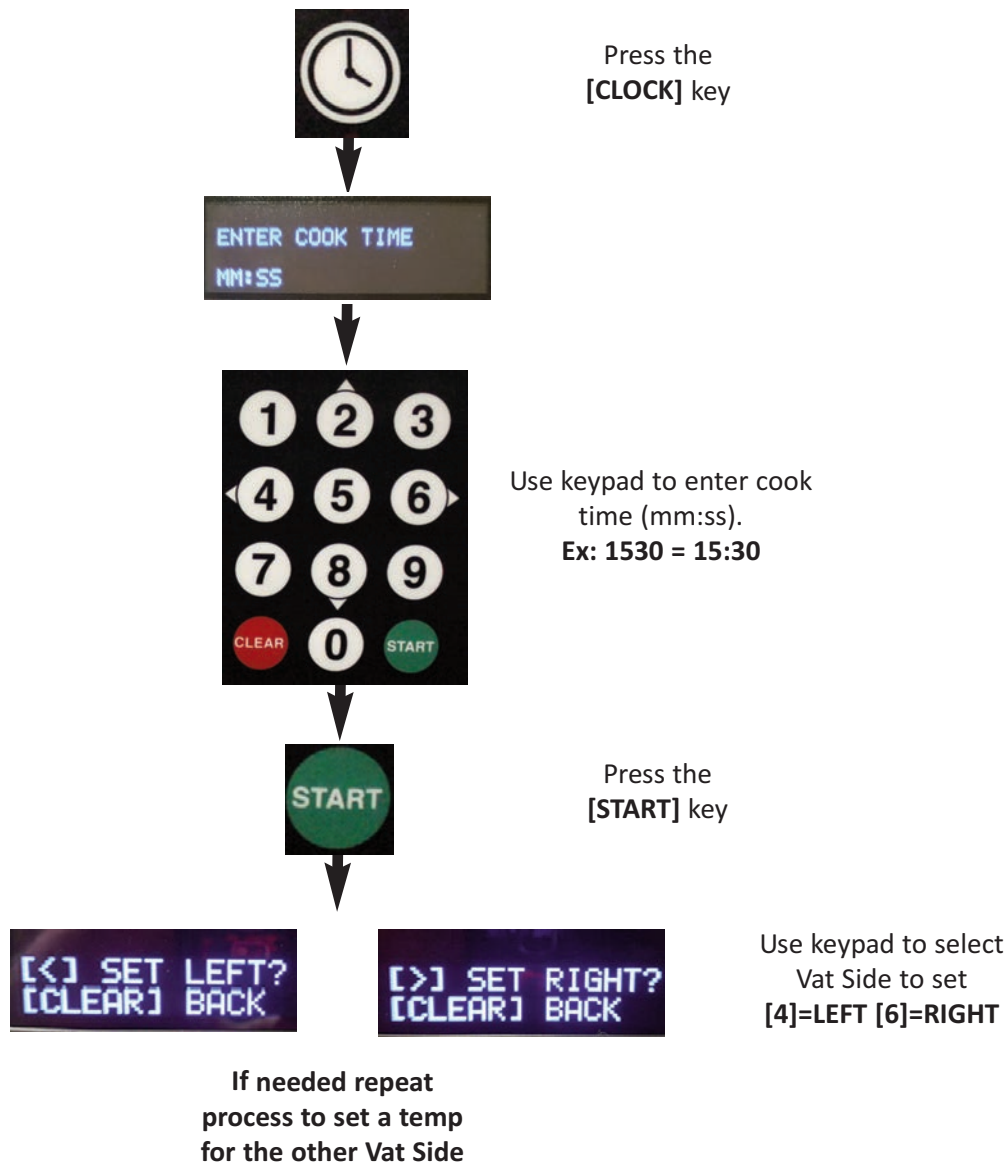 Press the
[CLOCK] key
ENTER COOK TIME
MM:SS
1 2 3
4 5 6
7 8 9
CLEAR 0 START
Use keypad to enter cook
time (mm:ss).
Ex: 1530 = 15:30
START
Press the
[START] key
[<] SET LEFT?
[CLEAR] BACK
[>] SET RIGHT?
[CLEAR] BACK
Use keypad to select
Vat Side to set
[4]=LEFT [6]=RIGHT
If needed repeat
process to set a temp
for the other Vat Side